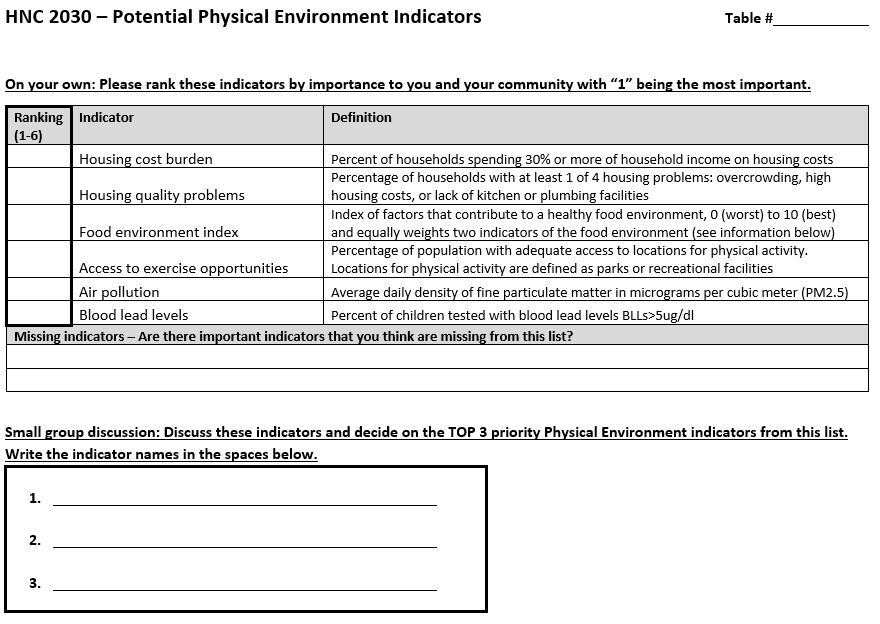 HNC 2030 – Potential Physical Environment Indicators
Table #____________
On your own: Please rank these indicators by importance to you and your community with “1” being the most important.
Ranking
(1-6)
Indicator
Definition
Housing cost burden
Percent of households spending 30% or more of household income on housing costs
Housing quality problems
Percentage of households with at least 1 of 4 housing problems: overcrowding, high
housing costs, or lack of kitchen or plumbing facilities
Food environment index
Index of factors that contribute to a healthy food environment, 0 (worst) to 10 (best)
and equally weights two indicators of the food environment (see information below)
Access to exercise opportunities
Percentage of population with adequate access to locations for physical activity.
Locations for physical activity are defined as parks or recreational facilities
Air pollution
Average daily density of fine particulate matter in micrograms per cubic meter (PM2.5)
Blood lead levels
Percent of children tested with blood lead levels BLLs>5ug/dl
Missing indicators – Are there important indicators that you think are missing from this list?
Small group discussion: Discuss these indicators and decide on the TOP 3 priority Physical Environment indicators from this list.
Write the indicator names in the spaces below.
1.
2.
3.